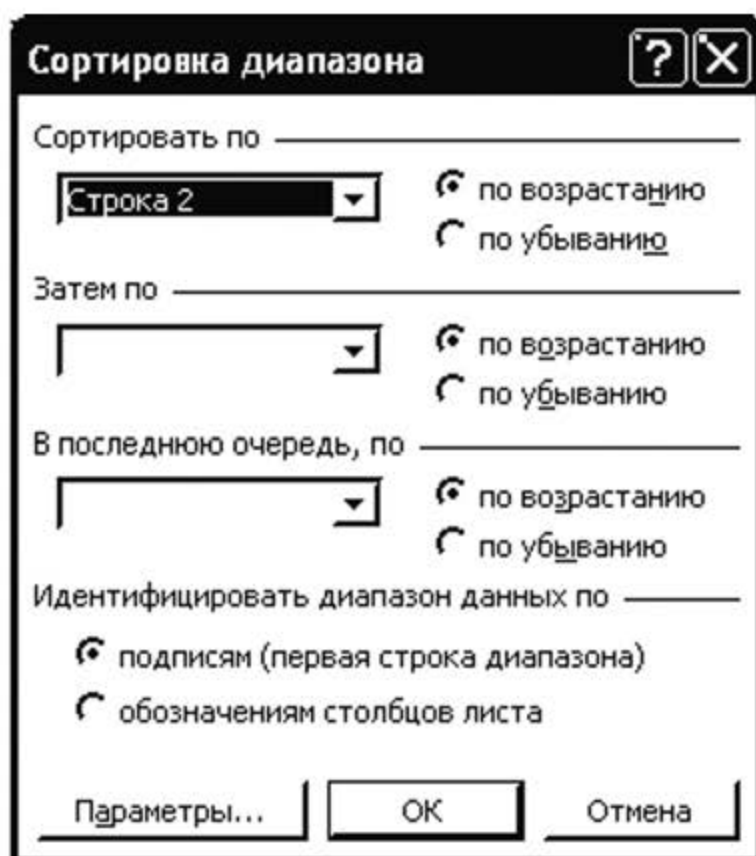 Сортировка диапазона
Сортировать по
Строка 2
по возрастанию
по убыванию
Затем по
по возрастанию
по убыванию
В последнюю очередь, по
по возрастанию
по убыванию
Идентифицировать диапазон данных по
подписям (первая строка диапазона)
обозначениям столбцов листа
Параметры... ОК Отмена